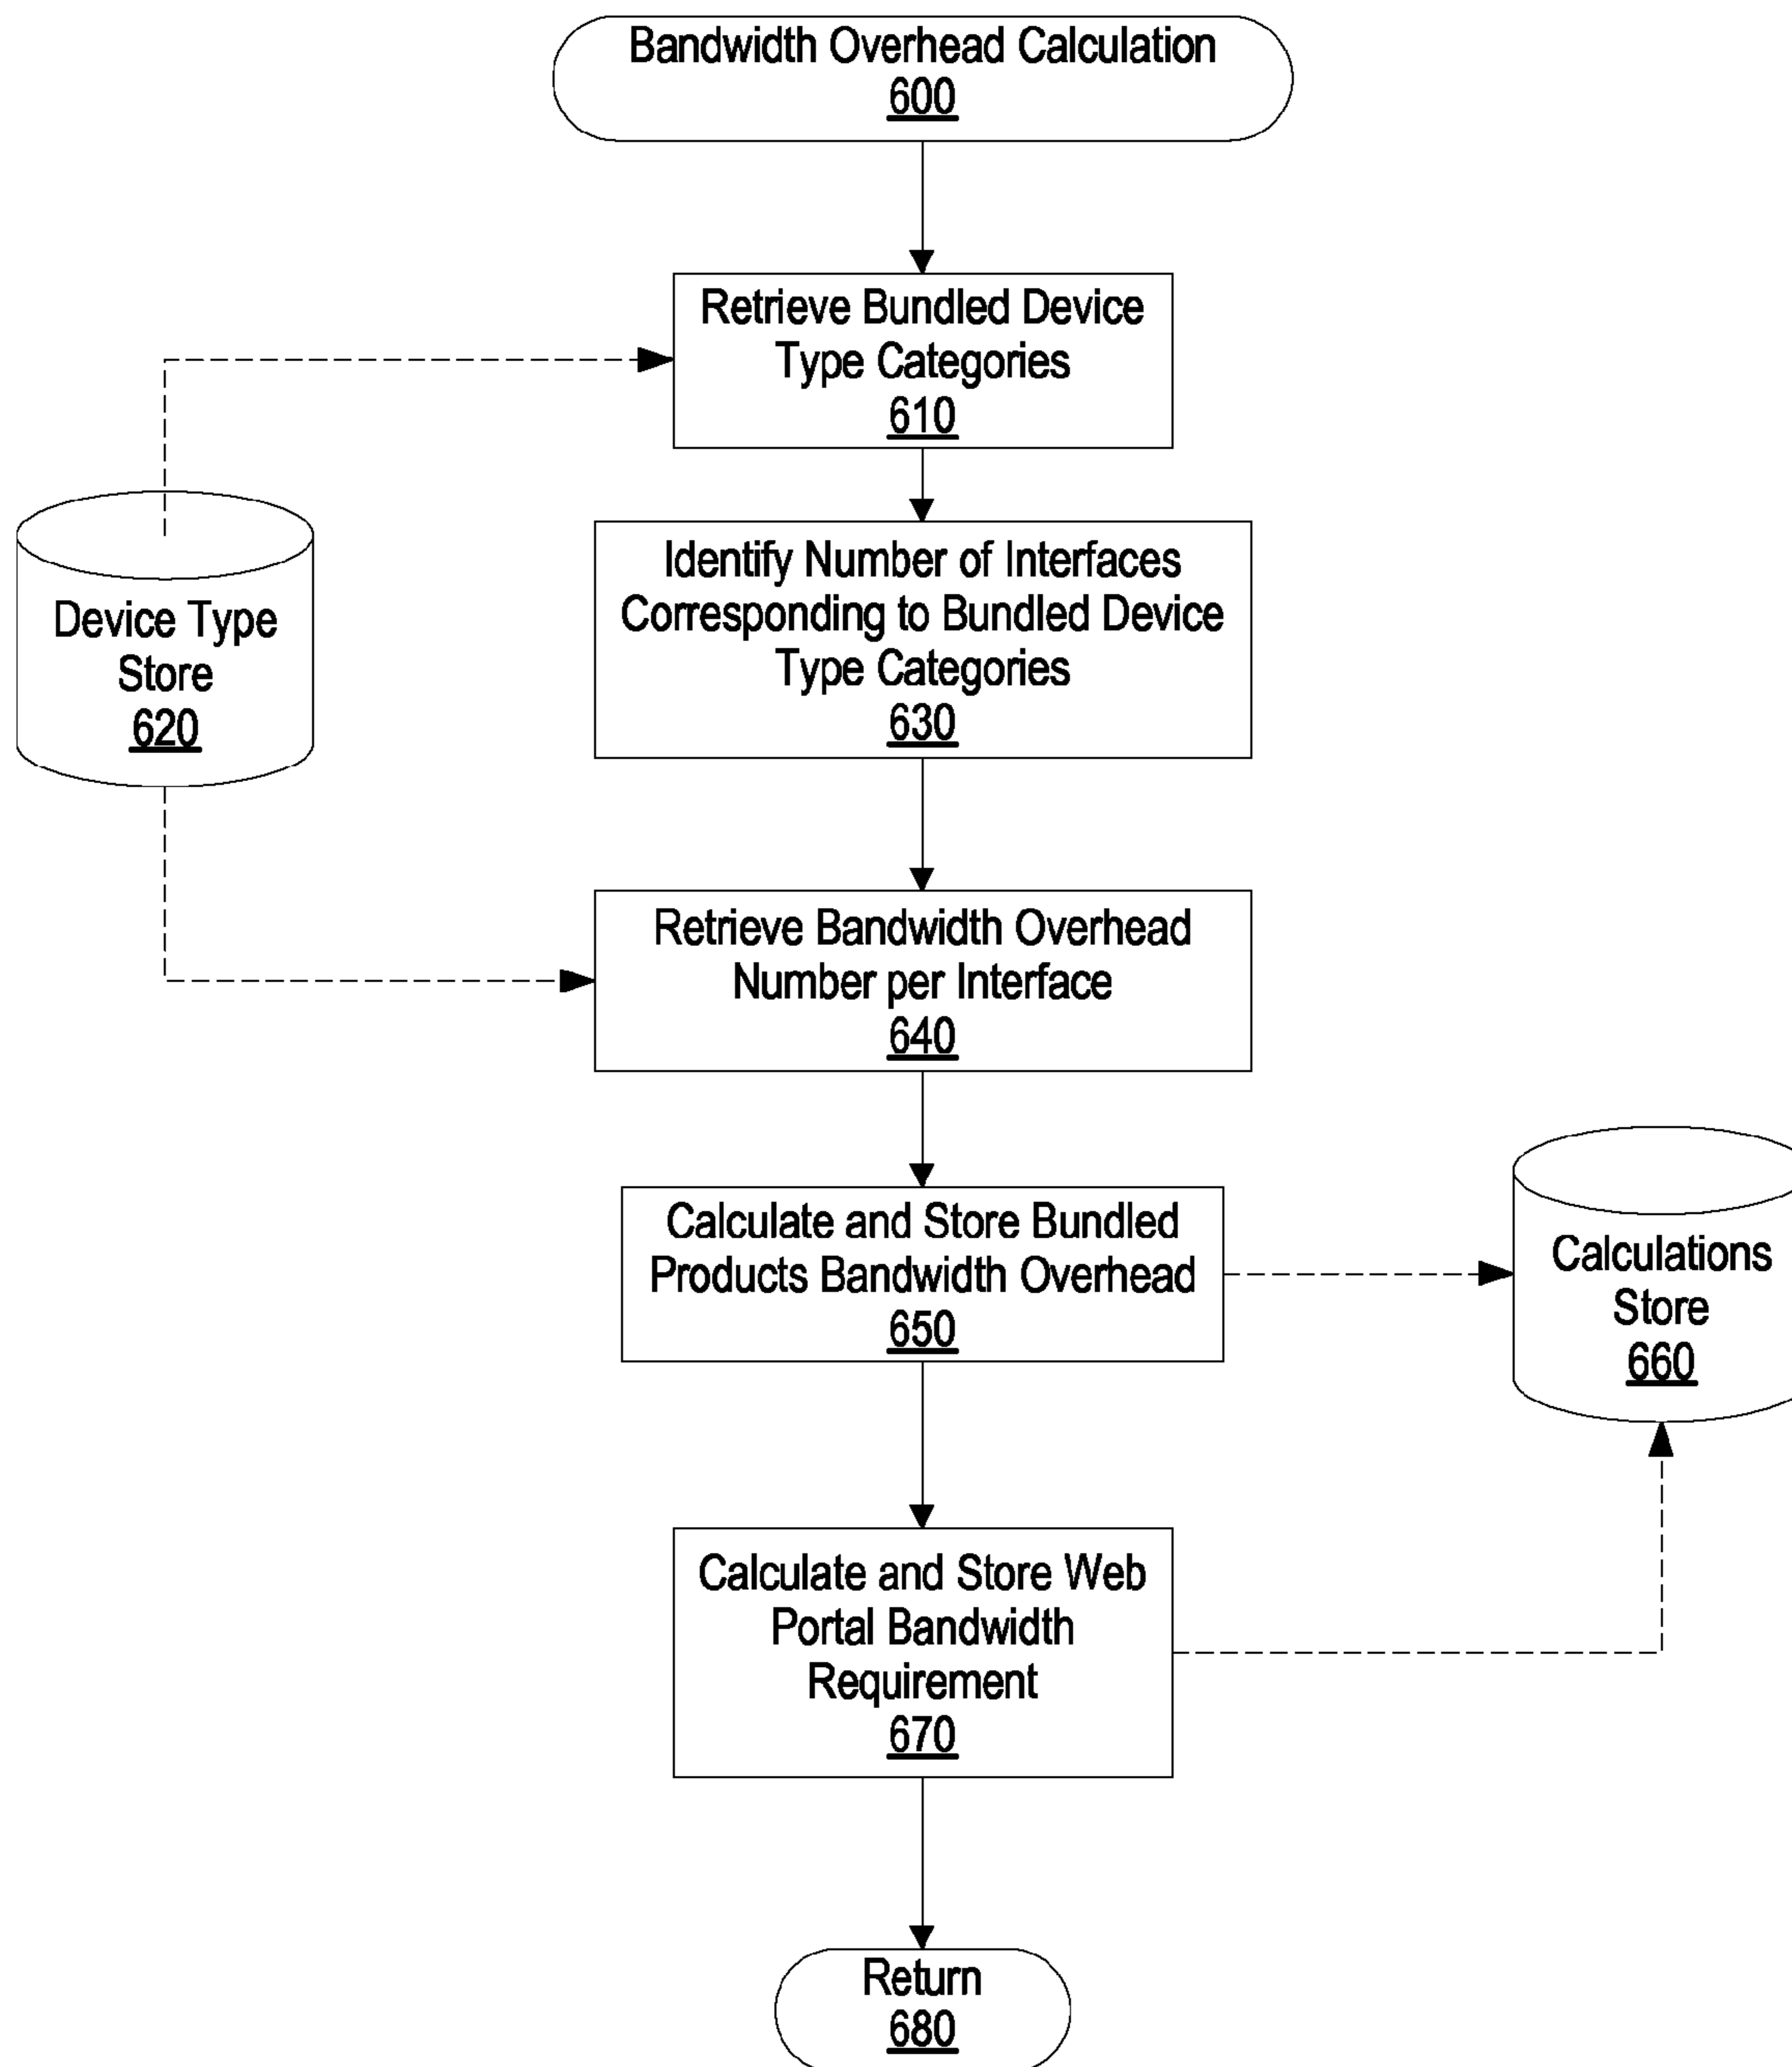 Bandwidth Overhead Calculation
600
Retrieve Bundled Device
Type Categories
610
Device Type
Store
620
Identify Number of Interfaces
Corresponding to Bundled Device
Type Categories
630
Retrieve Bandwidth Overhead
Number per Interface
640
Calculate and Store Bundled
Products Bandwidth Overhead
650
Calculations
Store
660
Calculate and Store Web
Portal Bandwidth
Requirement
670
Return
680